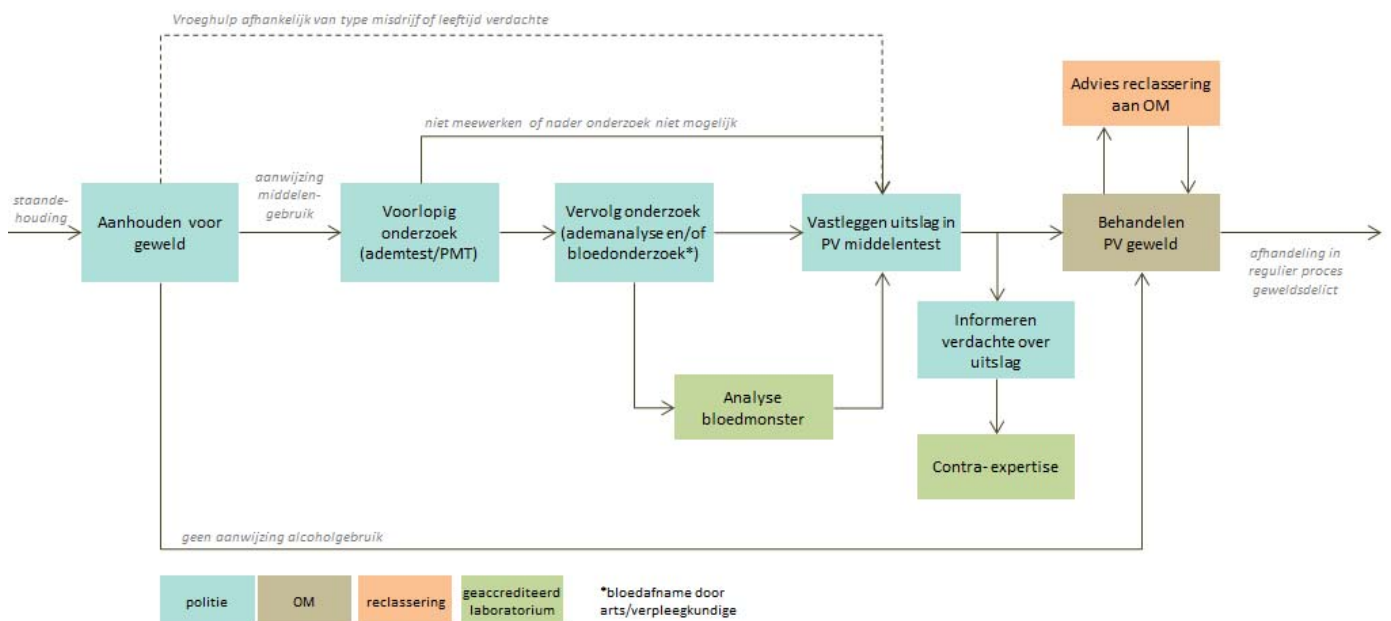 Vroeghulp afhankelijk van type misdrijf of leeftijd verdachte
Advies reclassering
aan OM
niet meewerken of nader onderzoek niet mogelijk
staande-
houding
Aanhouden voor
geweld
aanwijzing
middelen-
gebruik
Voorlopig
onderzoek
(ademtest/PMT)
Vervolg onderzoek
(ademanalyse en/of
bloedonderzoek*)
Vastleggen uitslag in
PV middelentest
Behandelen
PV geweld
afhandeling in
regulier proces
geweldsdelict
Informeren
verdachte over
uitslag
Analyse
bloedmonster
Contra- expertise
geen aanwijzing alcoholgebruik
politie
OM
reclassering
geaccrediteerd
laboratorium
*bloedafname door
arts/verpleegkundige